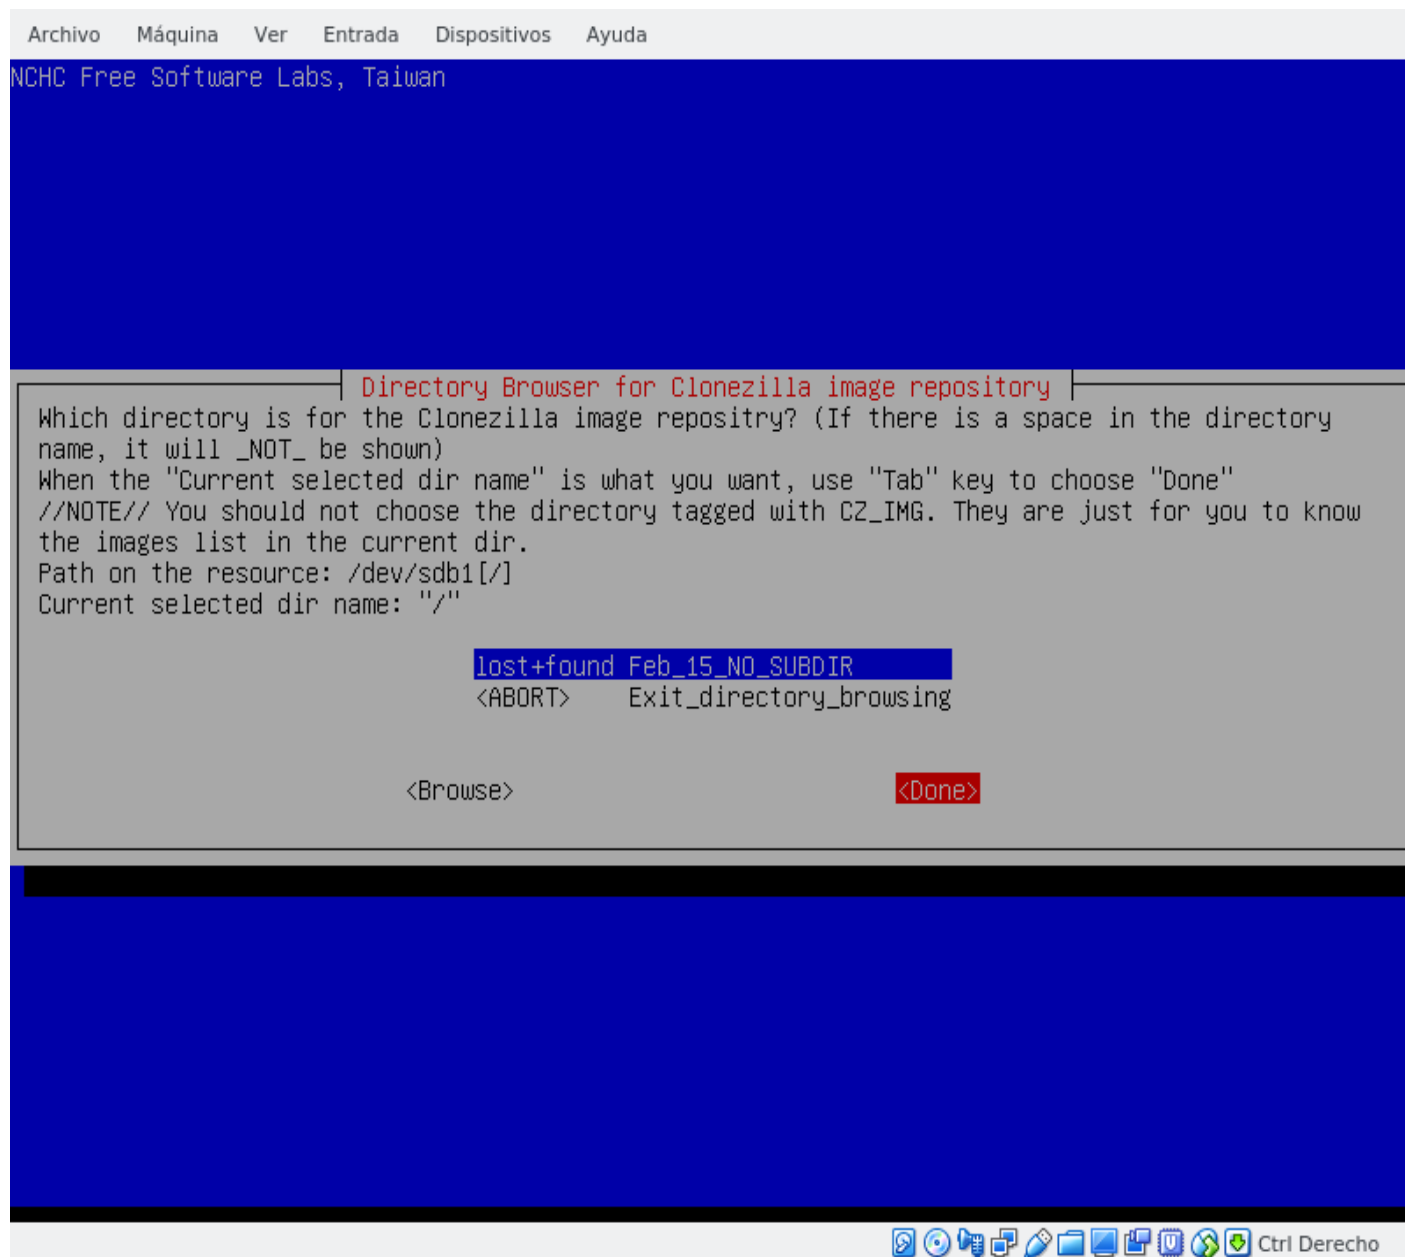 Archivo Máquina Ver Entrada Dispositivos Ayuda
NCHC Free Software Labs, Taiwan
Directory Browser for Clonezilla image repository
Which directory is for the Clonezilla image repositry? (If there is a space in the directory
name, it will _NOT_ be shown)
When the "Current selected dir name" is what you want, use "Tab" key to choose "Done"
//NOTE// You should not choose the directory tagged with CZ_IMG. They are just for you to know
the images list in the current dir.
Path on the resource: /dev/sdb1[/]
Current selected dir name: "/"
lost+found Feb_15_NO_SUBDIR
<ABORT> Exit_directory_browsing
<Browse> <Done>
Ctrl Derecho